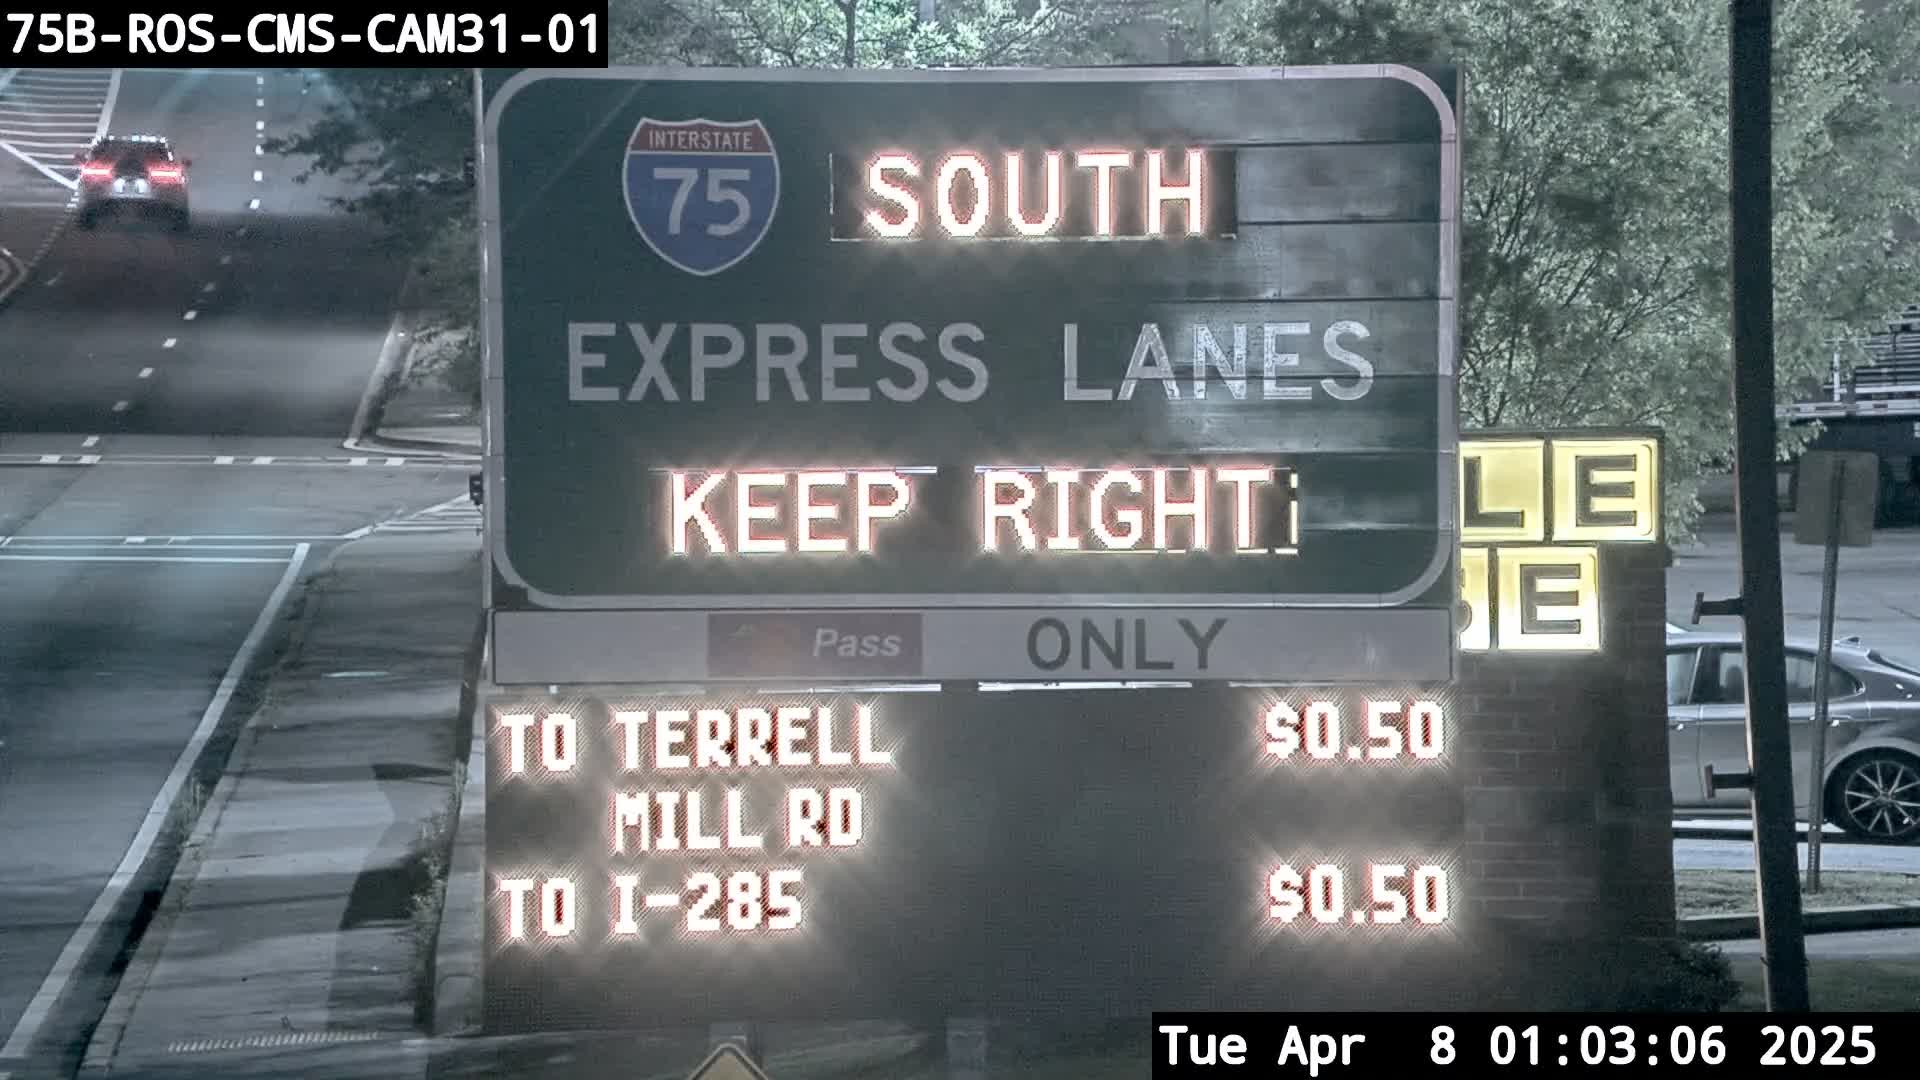 75B-ROS-CMS-CAM31-01
INTERSTATE
75
SOUTH
EXPRESS LANES
KEEP RIGHT
Pass ONLY
TO TERRELL $0.50
MILL RD
TO I-285 $0.50
LE
E
Tue Apr 8 01:03:06 2025